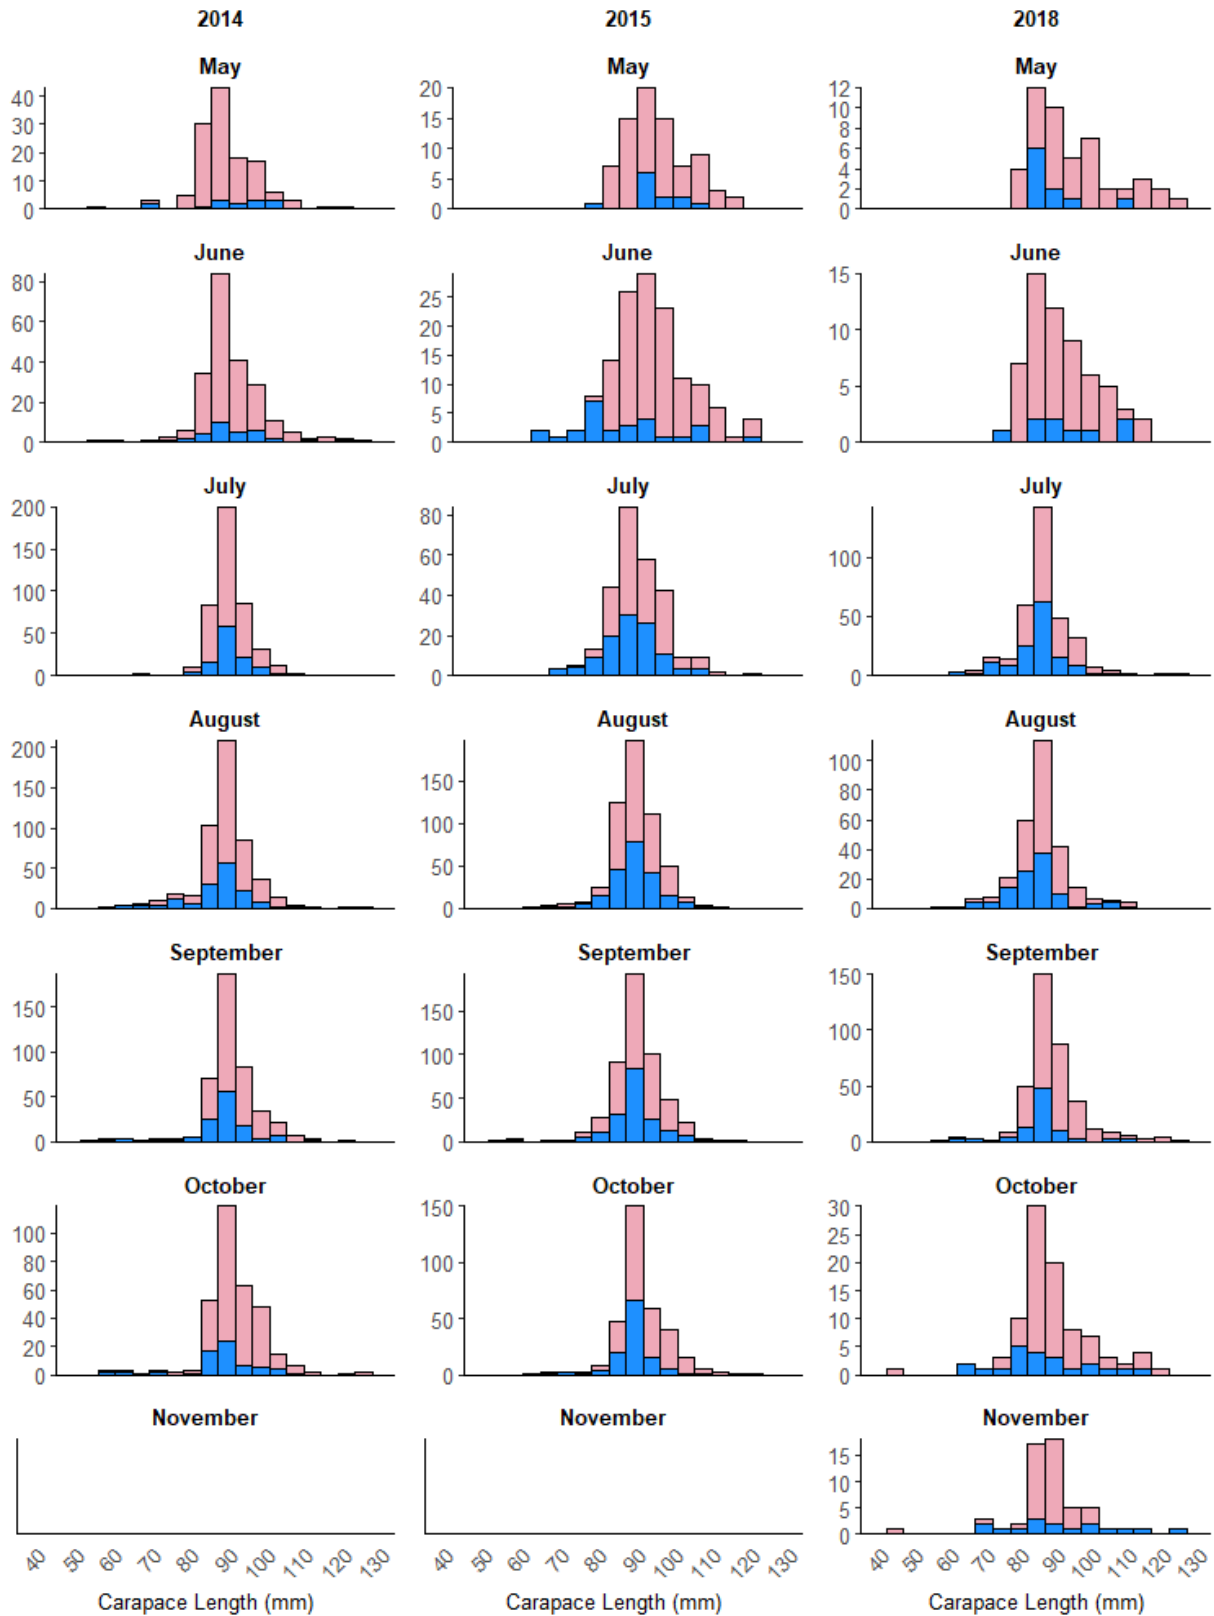 2014 2015 2018
May May May
40 30 20 10 0
20 15 10 5 0
12 10 8 6 4 2 0
June June June
80 60 40 20 0
25 20 15 10 5 0
15 10 5 0
July July July
200 150 100 50 0
80 60 40 20 0
100 50 0
August August August
200 150 100 50 0
150 100 50 0
100 80 60 40 20 0
September September September
150 100 50 0
150 100 50 0
150 100 50 0
October October October
100 80 60 40 20 0
150 100 50 0
30 25 20 15 10 5 0
November November November
15 10 5 0
40 50 60 70 80 90 100 110 120 130
40 50 60 70 80 90 100 110 120 130
40 50 60 70 80 90 100 110 120 130
Carapace Length (mm) Carapace Length (mm) Carapace Length (mm)